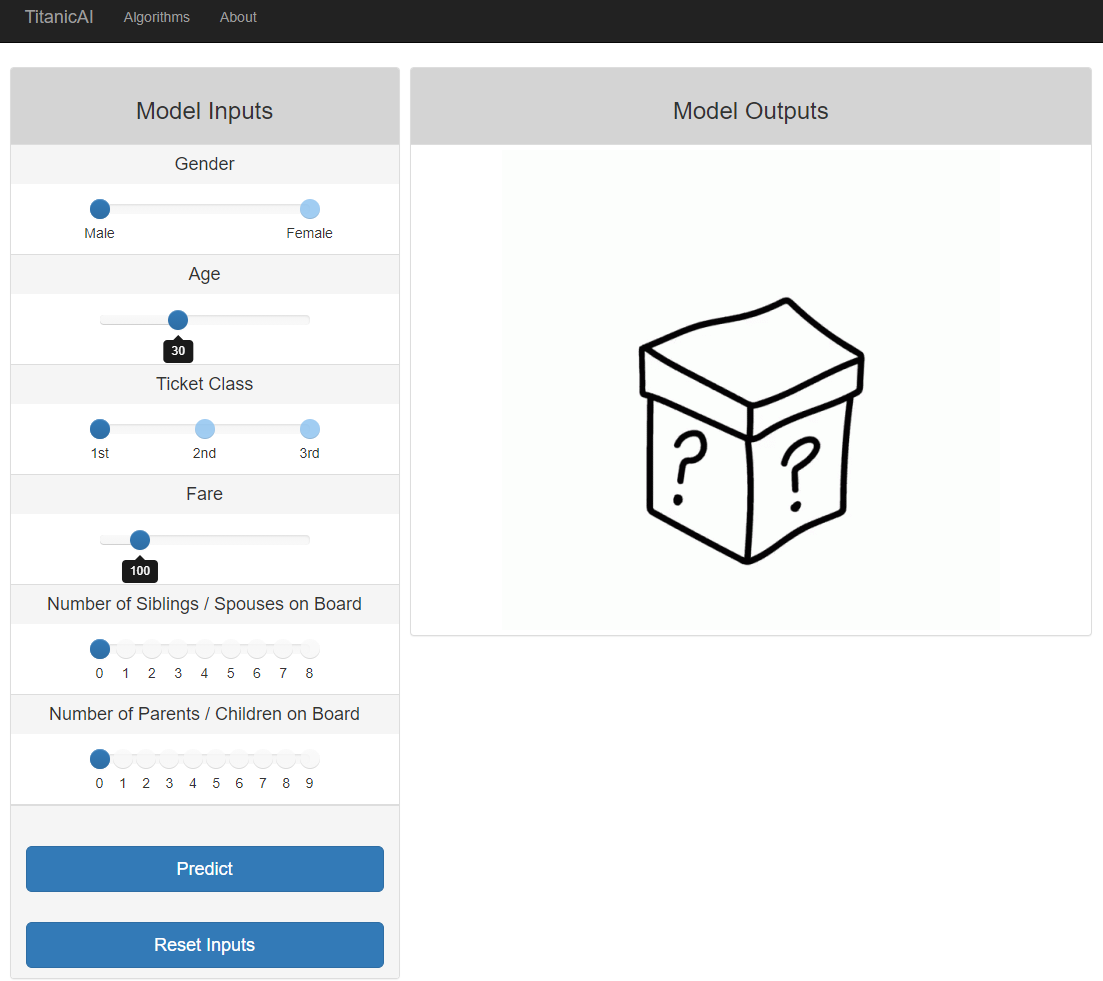 TitanicAI Algorithms About
Model Inputs
Gender
Male Female
Age
30
Ticket Class
1st 2nd 3rd
Fare
100
Number of Siblings / Spouses on Board
0 1 2 3 4 5 6 7 8
Number of Parents / Children on Board
0 1 2 3 4 5 6 7 8 9
Predict
Reset Inputs
Model Outputs
? ?